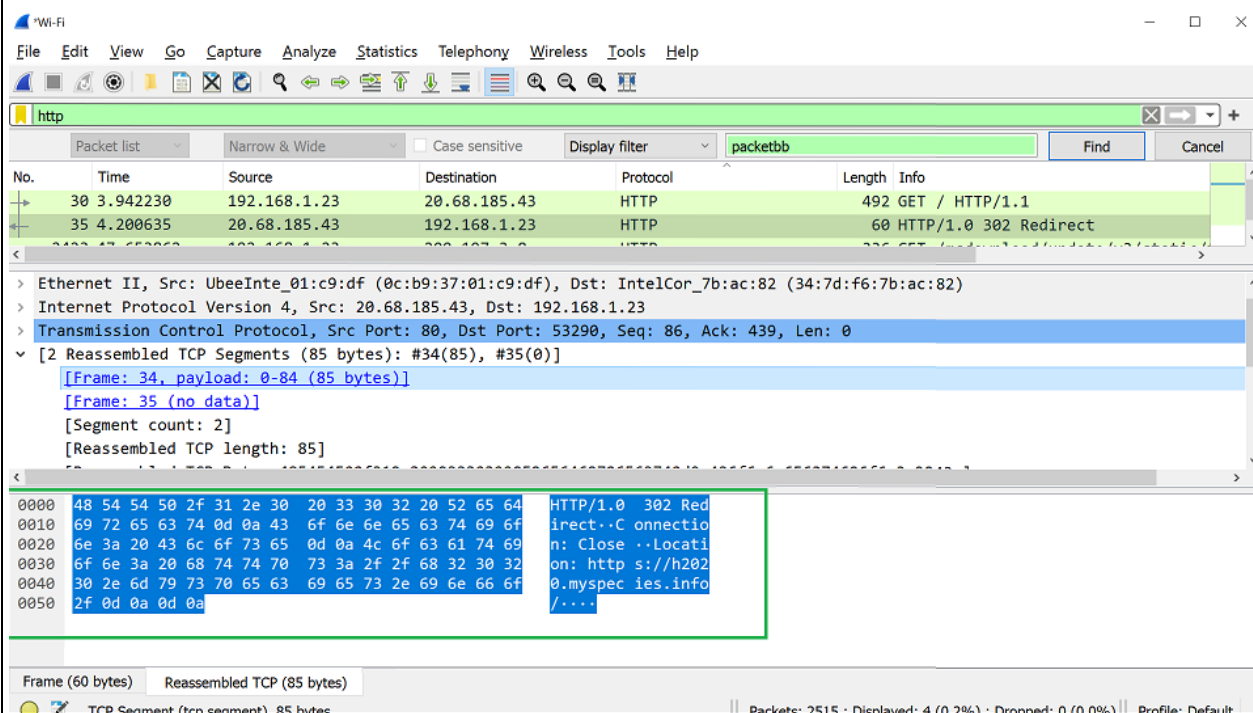 *Wi-Fi
File Edit View Go Capture Analyze Statistics Telephony Wireless Tools Help
http
Packet list Narrow & Wide Case sensitive Display filter packetbb Find Cancel
No. Time Source Destination Protocol Length Info
30 3.942230 192.168.1.23 20.68.185.43 HTTP 492 GET / HTTP/1.1
35 4.200635 20.68.185.43 192.168.1.23 HTTP 60 HTTP/1.0 302 Redirect
Ethernet II, Src: UbeeInte_01:c9:df (0c:b9:37:01:c9:df), Dst: IntelCor_7b:ac:82 (34:7d:f6:7b:ac:82)
Internet Protocol Version 4, Src: 20.68.185.43, Dst: 192.168.1.23
Transmission Control Protocol, Src Port: 80, Dst Port: 53290, Seq: 86, Ack: 439, Len: 0
[2 Reassembled TCP Segments (85 bytes): #34(85), #35(0)]
[Frame: 34, payload: 0-84 (85 bytes)]
[Frame: 35 (no data)]
[Segment count: 2]
[Reassembled TCP length: 85]
0000 48 54 54 50 2f 31 2e 30 20 33 30 32 20 52 65 64 HTTP/1.0 302 Red
0010 69 72 65 63 74 0d 0a 43 6f 6e 6e 65 63 74 69 6f irect··C onnectio
0020 6e 3a 20 43 6c 6f 73 65 0d 0a 4c 6f 63 61 74 69 n: Close ··Locati
0030 6f 6e 3a 20 68 74 74 70 73 3a 2f 2f 68 32 30 32 on: http s://h202
0040 30 2e 6d 79 73 70 65 63 69 65 73 2e 69 6e 66 6f 0.myspec ies.info
0050 2f 0d 0a 0d 0a /····
Frame (60 bytes) Reassembled TCP (85 bytes)
TCP Segment (tcp.segment), 85 bytes Packets: 2515 · Displayed: 4 (0.2%) · Dropped: 0 (0.0%) Profile: Default